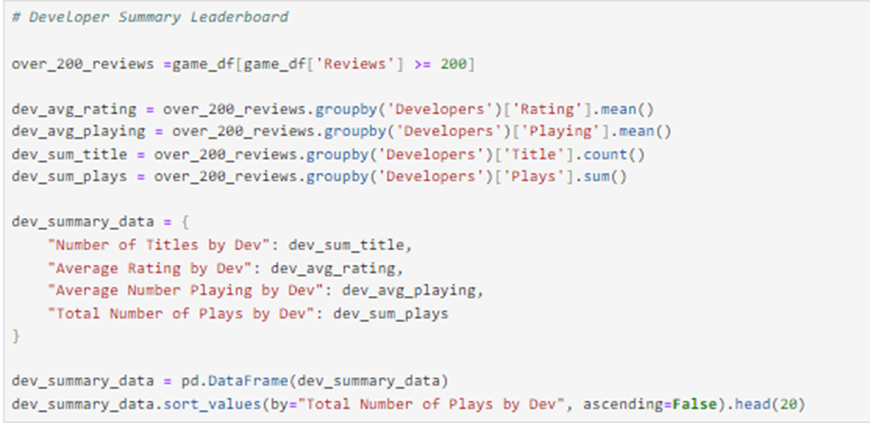 # Developer Summary Leaderboard
over_200_reviews =game_df[game_df['Reviews'] >= 200]
dev_avg_rating = over_200_reviews.groupby('Developers')['Rating'].mean()
dev_avg_playing = over_200_reviews.groupby('Developers')['Playing'].mean()
dev_sum_title = over_200_reviews.groupby('Developers')['Title'].count()
dev_sum_plays = over_200_reviews.groupby('Developers')['Plays'].sum()
dev_summary_data = {
    "Number of Titles by Dev": dev_sum_title,
    "Average Rating by Dev": dev_avg_rating,
    "Average Number Playing by Dev": dev_avg_playing,
    "Total Number of Plays by Dev": dev_sum_plays
}
dev_summary_data = pd.DataFrame(dev_summary_data)
dev_summary_data.sort_values(by="Total Number of Plays by Dev", ascending=False).head(20)